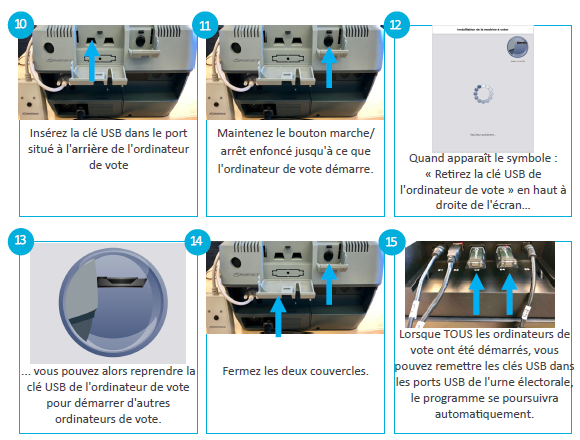 10
Insérez la clé USB dans le port
situé à l'arrière de l'ordinateur
de vote
11
Maintenez le bouton marche/
arrêt enfoncé jusqu'à ce que
l'ordinateur de vote démarre.
12
Installation de la machine à voter
Quand apparaît le symbole :
« Retirez la clé USB de
l'ordinateur de vote » en haut à
droite de l'écran...
13
... vous pouvez alors reprendre la
clé USB de l'ordinateur de vote
pour démarrer d'autres
ordinateurs de vote.
14
Fermez les deux couvercles.
15
Lorsque TOUS les ordinateurs de
vote ont été démarrés, vous
pouvez remettre les clés USB dans
les ports USB de l'urne électorale,
le programme se poursuivra
automatiquement.